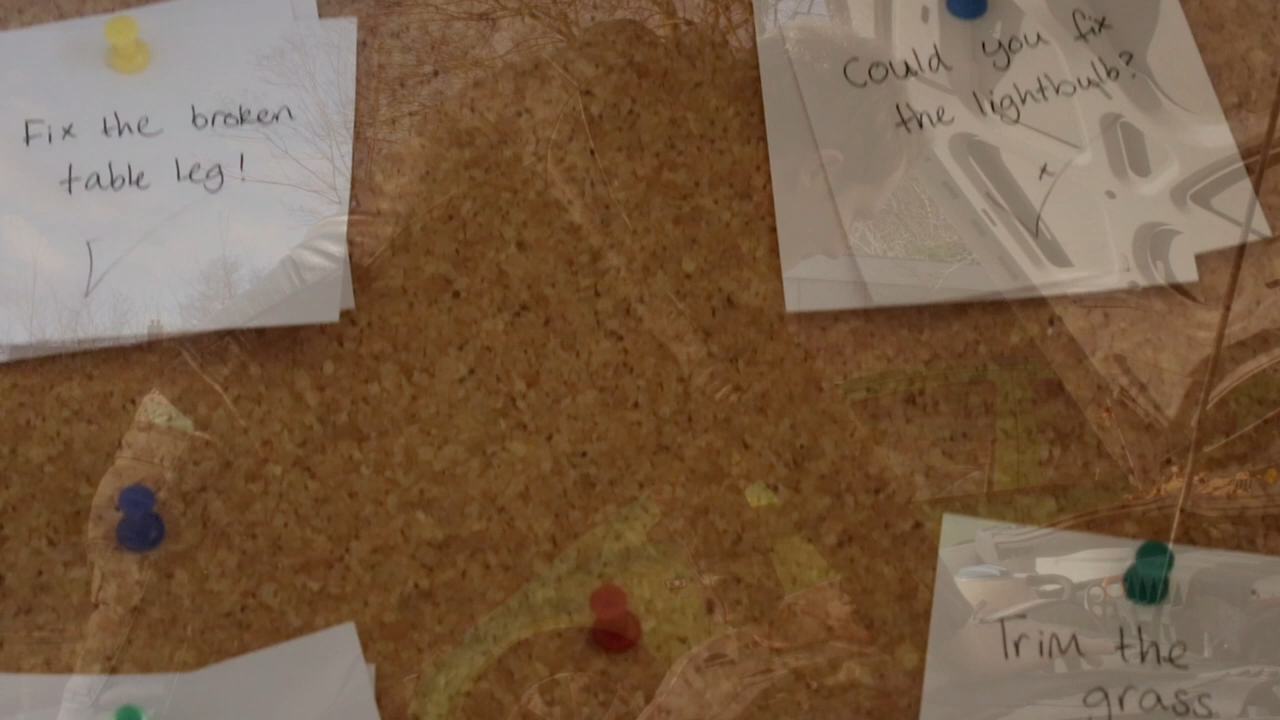 Fix the broken
table leg!
Could you fix
the lightbulb?
x
Trim the
grass